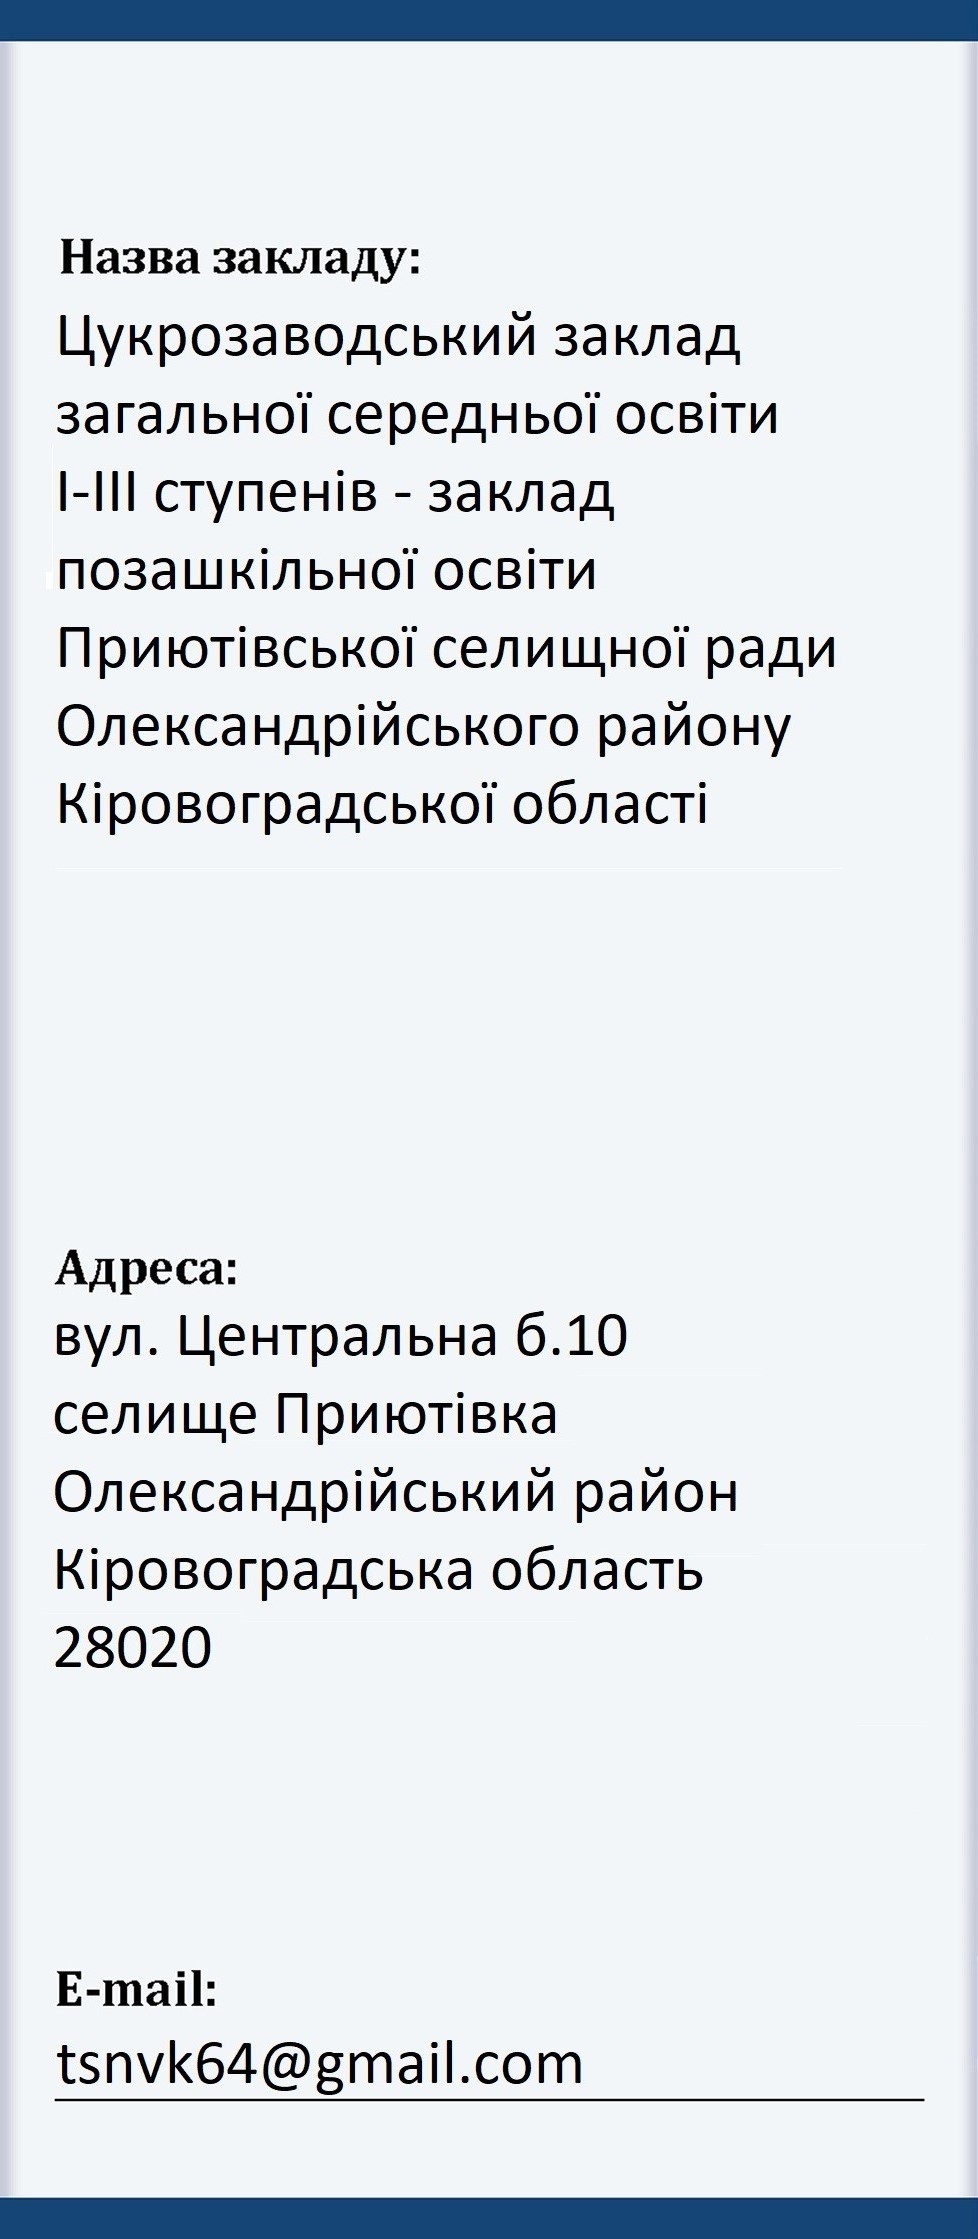 Назва закладу:
Цукрозаводський заклад
загальної середньої освіти
І-ІІІ ступенів - заклад
позашкільної освіти
Приютівської селищної ради
Олександрійського району
Кіровоградської області
Адреса:
вул. Центральна б.10
селище Приютівка
Олександрійський район
Кіровоградська область
28020
E-mail:
tsnvk64@gmail.com